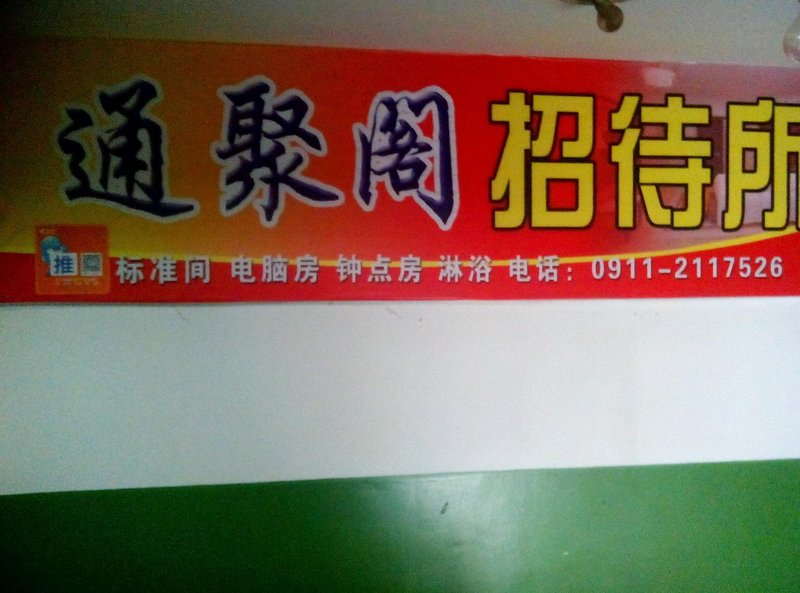 通聚阁 招待所
推
标准间 电脑房 钟点房 淋浴 电话：0911-2117526